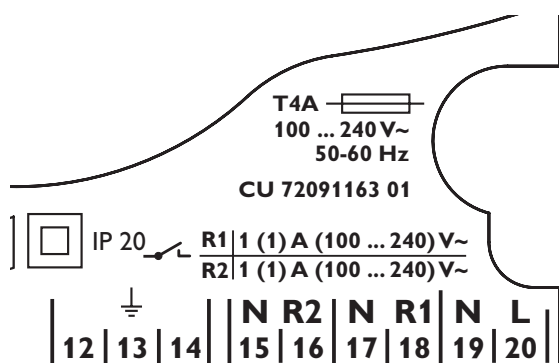 T4A
100 ... 240 V~
50-60 Hz
CU 72091163 01
IP 20
R1 1 (1) A (100 ... 240) V~
R2 1 (1) A (100 ... 240) V~
N R2 N R1 N L
12 13 14 15 16 17 18 19 20